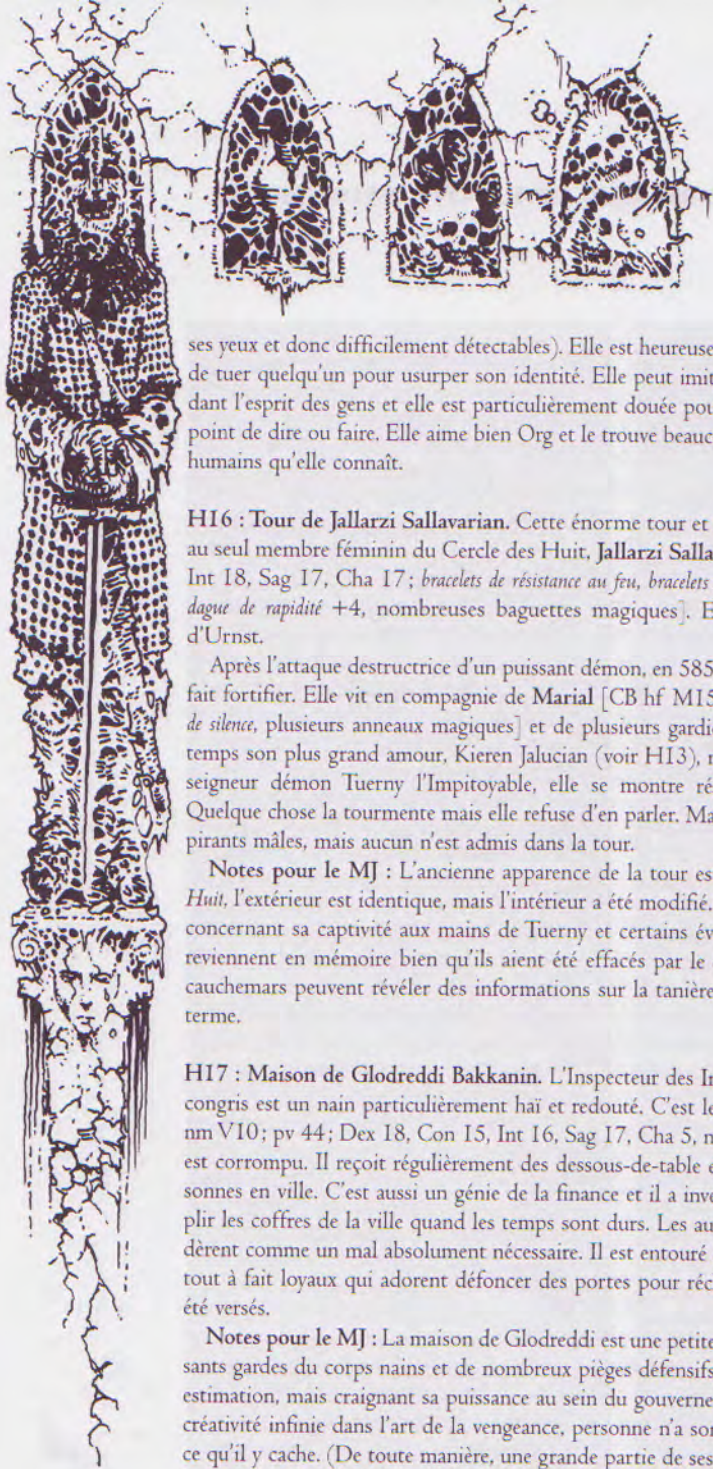 ses yeux et donc difficilement détectables). Elle est heureuse
de tuer quelqu'un pour usurper son identité. Elle peut imit
dant l'esprit des gens et elle est particulièrement douée pou
point de dire ou faire. Elle aime bien Org et le trouve beauc
humains qu'elle connaît.
H16 : Tour de Jallarzi Sallavarian. Cette énorme tour et
au seul membre féminin du Cercle des Huit, Jallarzi Salla
Int 18, Sag 17, Cha 17; bracelets de résistance au feu, bracelets
dague de rapidité +4, nombreuses baguettes magiques]. E
d'Urnst.
Après l'attaque destructrice d'un puissant démon, en 585
fait fortifier. Elle vit en compagnie de Marial [CB hf M15
de silence, plusieurs anneaux magiques] et de plusieurs gardi
temps son plus grand amour, Kieren Jalucian (voir H13), r
seigneur démon Tuerny l'Impitoyable, elle se montre rés
Quelque chose la tourmente mais elle refuse d'en parler. Ma
pirants mâles, mais aucun n'est admis dans la tour.
Notes pour le MJ : L'ancienne apparence de la tour es
Huit, l'extérieur est identique, mais l'intérieur a été modifié.
concernant sa captivité aux mains de Tuerny et certains év
reviennent en mémoire bien qu'ils aient été effacés par le
cauchemars peuvent révéler des informations sur la tanière
terme.
H17 : Maison de Glodreddi Bakkanin. L'Inspecteur des In
congris est un nain particulièrement haï et redouté. C'est le
nm V10; pv 44; Dex 18, Con 15, Int 16, Sag 17, Cha 5, n
est corrompu. Il reçoit régulièrement des dessous-de-table e
sonnes en ville. C'est aussi un génie de la finance et il a inve
plir les coffres de la ville quand les temps sont durs. Les au
dèrent comme un mal absolument nécessaire. Il est entouré
tout à fait loyaux qui adorent défoncer des portes pour réc
été versés.
Notes pour le MJ : La maison de Glodreddi est une petite
sants gardes du corps nains et de nombreux pièges défensifs
estimation, mais craignant sa puissance au sein du gouverne
créativité infinie dans l'art de la vengeance, personne n'a son
ce qu'il y cache. (De toute manière, une grande partie de ses